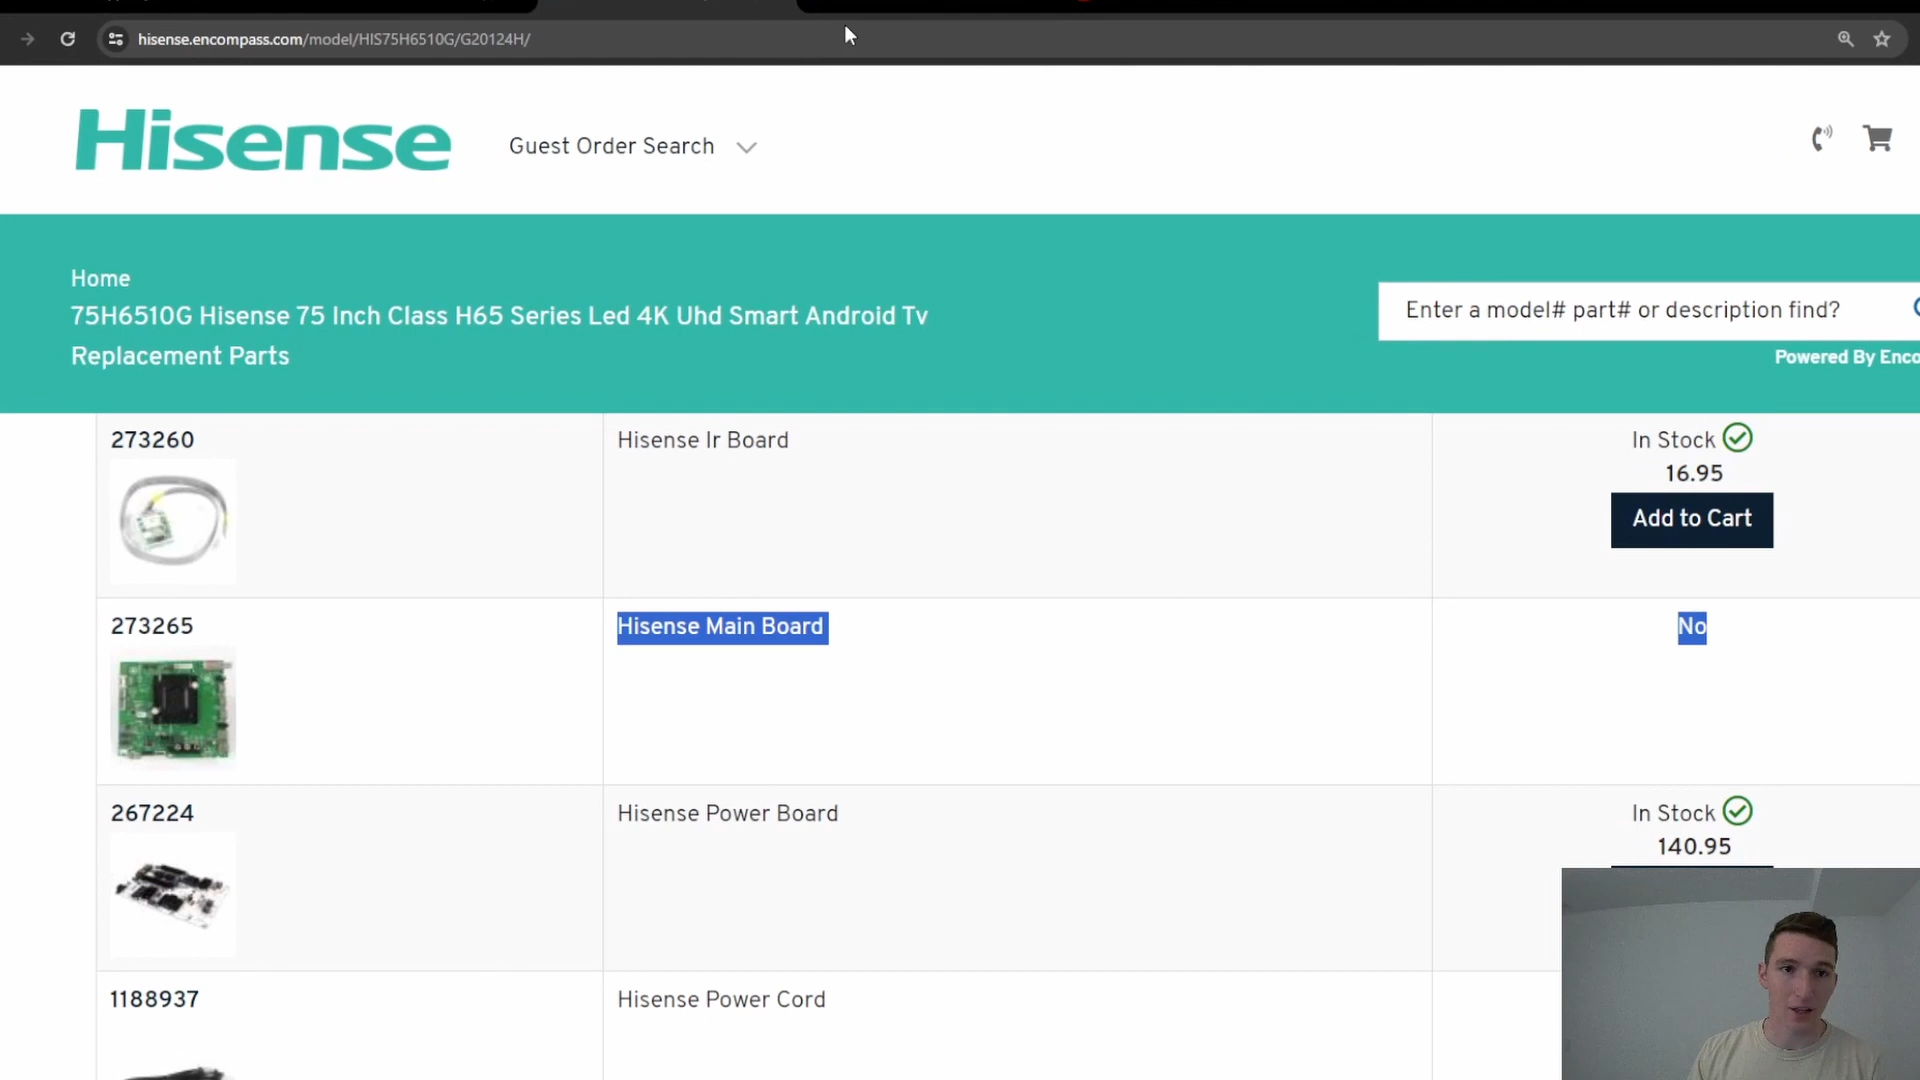 hisense.encompass.com/model/HIS75H6510G/G20124H/
Hisense
Guest Order Search
Home
75H6510G Hisense 75 Inch Class H65 Series Led 4K Uhd Smart Android Tv
Replacement Parts
Enter a model# part# or description find?
Powered By Enco
273260
Hisense Ir Board
In Stock
16.95
Add to Cart
273265
Hisense Main Board
No
267224
Hisense Power Board
In Stock
140.95
1188937
Hisense Power Cord